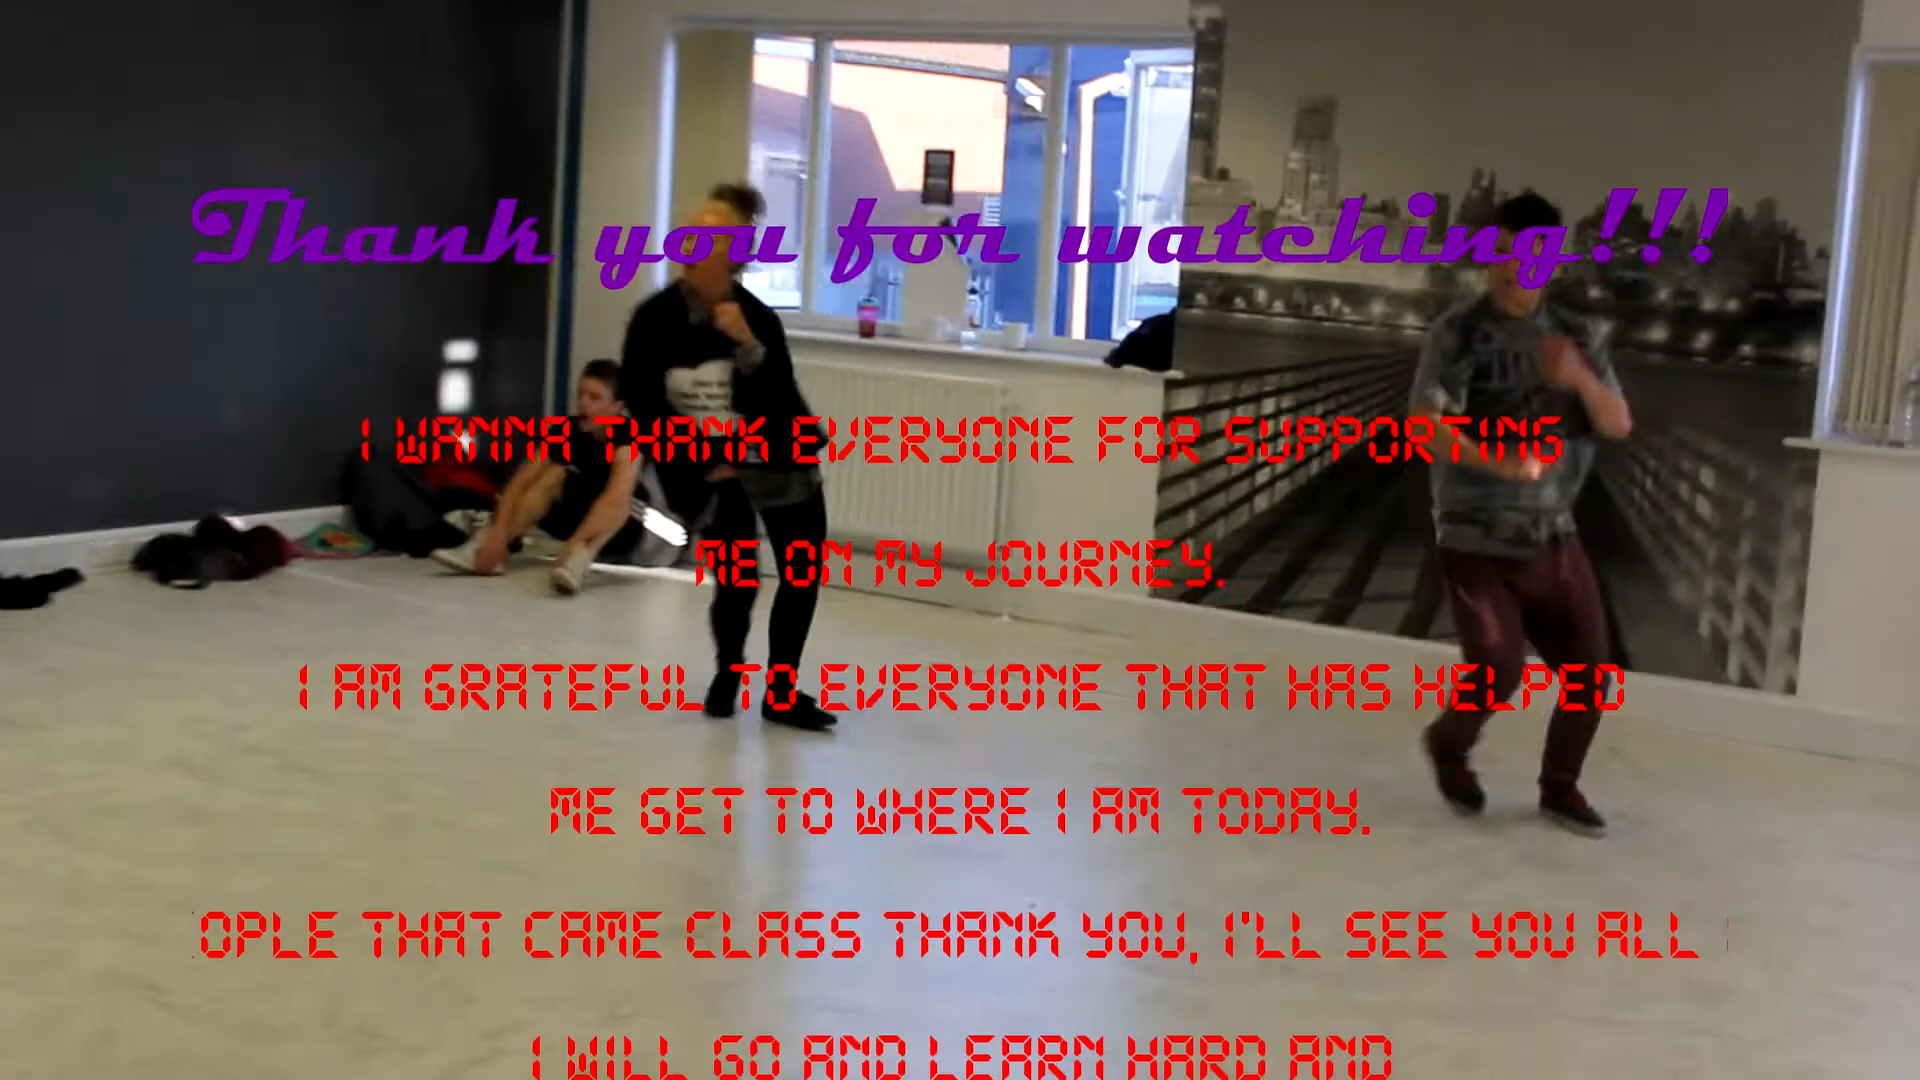 Thank you for watching!!!
I WANNA THANK EVERYONE FOR SUPPORTING
ME ON MY JOURNEY.
I AM GRATEFUL TO EVERYONE THAT HAS HELPED
ME GET TO WHERE I AM TODAY.
OPLE THAT CAME CLASS THANK YOU, I'LL SEE YOU ALL
I WILL GO AND LEARN HARD AND